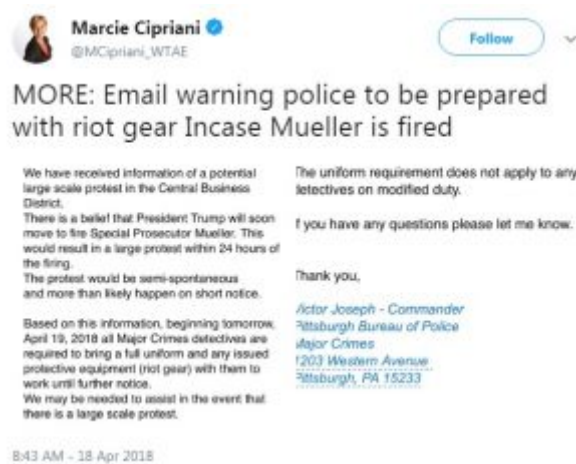 Marcie Cipriani
@MCipriani_WTAE
Follow
MORE: Email warning police to be prepared
with riot gear Incase Mueller is fired
We have received information of a potential
large scale protest in the Central Business
District.
There is a belief that President Trump will soon
move to fire Special Prosecutor Mueller. This
would result in a large protest within 24 hours of
the firing.
The protest would be semi-spontaneous
and more than likely happen on short notice.
Based on this information, beginning tomorrow,
April 19, 2018 all Major Crimes detectives are
required to bring a full uniform and any issued
protective equipment (riot gear) with them to
work until further notice.
We may be needed to assist in the event that
there is a large scale protest.
The uniform requirement does not apply to any
detectives on modified duty.
f you have any questions please let me know.
Thank you,
Victor Joseph - Commander
Pittsburgh Bureau of Police
Major Crimes
1203 Western Avenue
Pittsburgh, PA 15233
8:43 AM - 18 Apr 2018